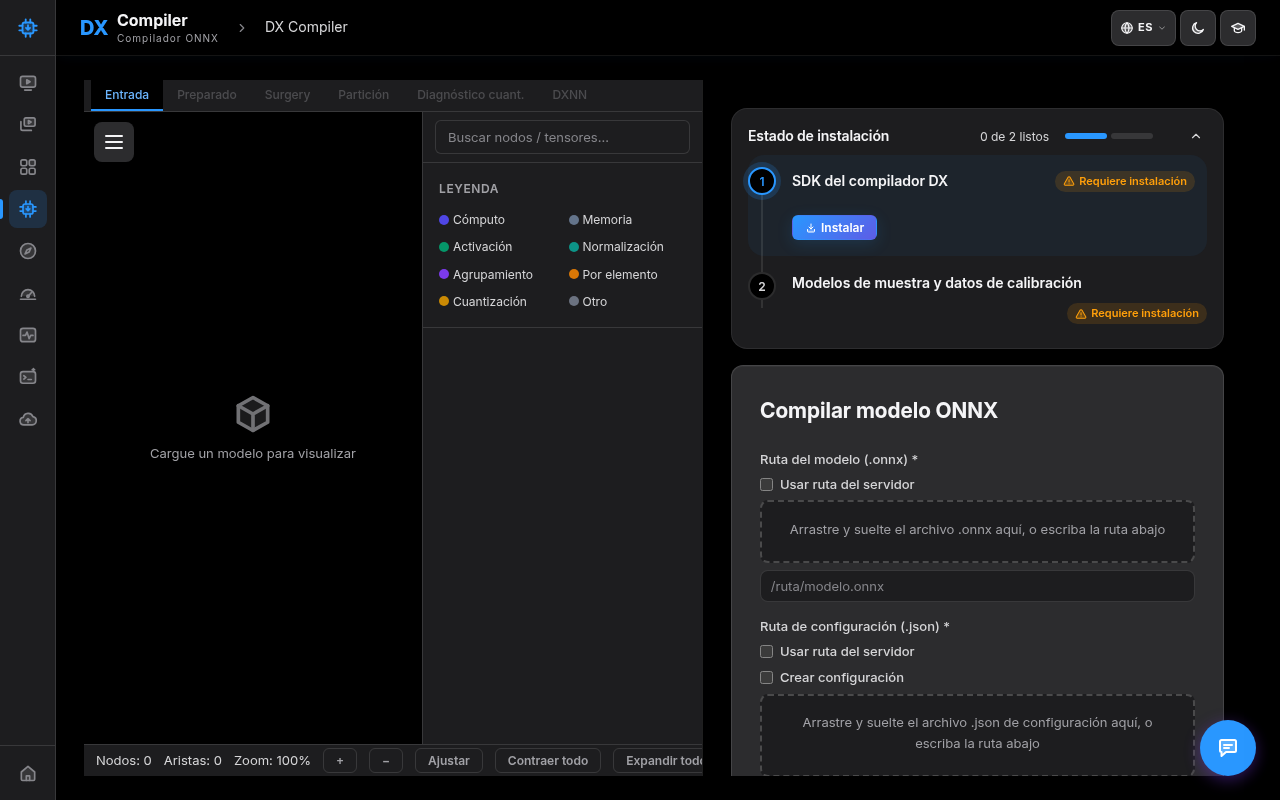 DX Compiler
Compilador ONNX
DX Compiler
ES
Entrada Preparado Surgery Partición Diagnóstico cuant. DXNN
Buscar nodos / tensores...
LEYENDA
Cómputo Memoria
Activación Normalización
Agrupamiento Por elemento
Cuantización Otro
Cargue un modelo para visualizar
Nodos: 0 Aristas: 0 Zoom: 100% + − Ajustar Contraer todo Expandir todo
Estado de instalación 0 de 2 listos
1 SDK del compilador DX Requiere instalación
Instalar
2 Modelos de muestra y datos de calibración
Requiere instalación
Compilar modelo ONNX
Ruta del modelo (.onnx) *
Usar ruta del servidor
Arrastre y suelte el archivo .onnx aquí, o escriba la ruta abajo
/ruta/modelo.onnx
Ruta de configuración (.json) *
Usar ruta del servidor
Crear configuración
Arrastre y suelte el archivo .json de configuración aquí, o
escriba la ruta abajo